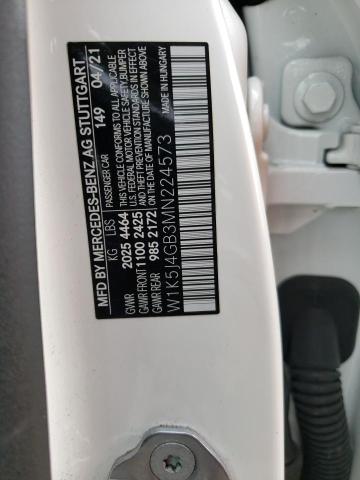 MFD BY MERCEDES-BENZ AG STUTTGART
PASSENGER CAR 149 04/21
KG LBS THIS VEHICLE CONFORMS TO ALL APPLICABLE
GVWR 2025 4464 U.S. FEDERAL MOTOR VEHICLE SAFETY BUMPER
GAWR FRONT 1100 2425 AND THEFT PREVENTION STANDARDS IN
GAWR REAR 985 2172 EFFECT ON THE DATE OF MANUFACTURE SHOWN ABOVE
W1K5J4GB3MN224573 MADE IN HUNGARY